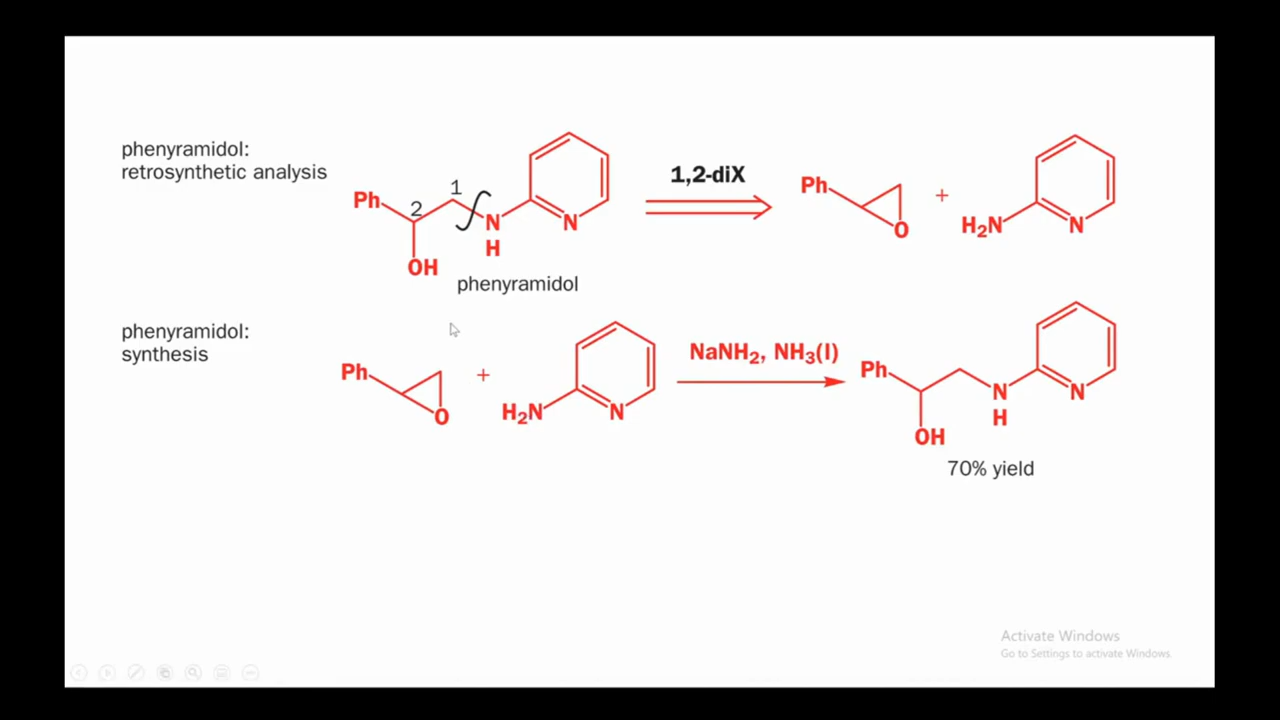 phenyramidol:
retrosynthetic analysis
Ph
2
1
OH
N
H
N
phenyramidol
1,2-diX
Ph
O
+
H₂N
N
phenyramidol:
synthesis
Ph
O
+
H₂N
N
NaNH₂, NH₃(l)
Ph
OH
N
H
N
70% yield
Activate Windows
Go to Settings to activate Windows.